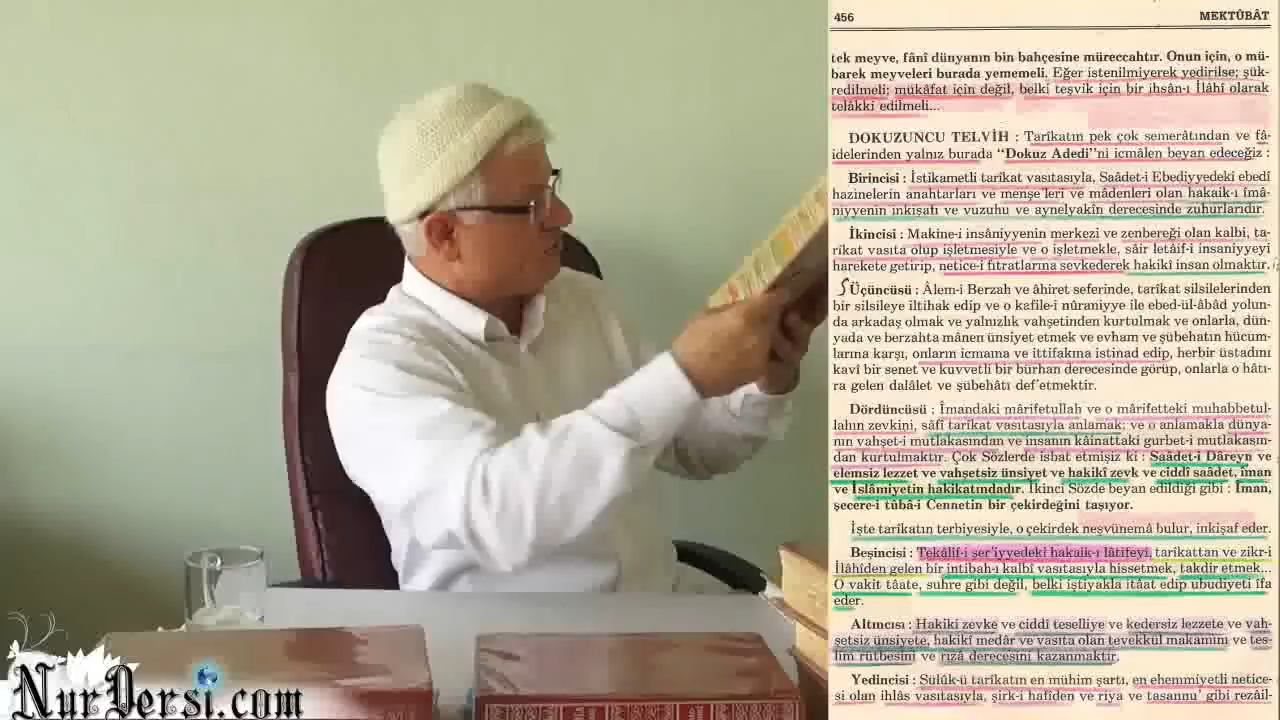 456 MEKTÛBÂT
tek meyve, fânî dünyanın bin bahçesine müreccahtır. Onun için, o mü-
barek meyveleri burada yememeli. Eğer istenilmiyerek yedirilse; şük-
redilmeli; mükâfat için değil, belki teşvik için bir ihsân-ı İlâhî olarak
telâkki edilmeli...
DOKUZUNCU TELVİH : Tarîkatın pek çok semerâtından ve fâ-
idelerinden yalnız burada "Dokuz Adedi"ni icmâlen beyan edeceğiz :
Birincisi : İstikametli tarîkat vasıtasıyla, Saâdet-i Ebediyyedeki ebedî
hazinelerin anahtarları ve menşe'leri ve mâdenleri olan hakaik-ı îmâ-
niyyenin inkişafı ve vuzuhu ve aynelyakîn derecesinde zuhurlarıdır.
İkincisi : Makine-i insâniyyenin merkezi ve zenbereği olan kalbi, ta-
rîkat vasıta olup işletmesiyle ve o işletmekle, sâir letâif-i insaniyyeyi
harekete getirip, netice-i fıtratlarına sevkederek hakikî insan olmaktır.
Üçüncüsü : Âlem-i Berzah ve âhiret seferinde, tarîkat silsilelerinden
bir silsileye iltihak edip ve o kafile-i nûraniyye ile ebed-ül-âbâd yolun-
da arkadaş olmak ve yalnızlık vahşetinden kurtulmak ve onlarla, dün-
yada ve berzahta mânen ünsiyet etmek ve evham ve şübehatın hücum-
larına karşı, onların icmaına ve ittifakına istinad edip, herbir üstadını
kavî bir senet ve kuvvetli bir bürhan derecesinde görüp, onlarla o hâtı-
ra gelen dalâlet ve şübehâtı def'etmektir.
Dördüncüsü : Îmandaki mârifetullah ve o mârifetteki muhabbetul-
lahın zevkini, sâfî tarîkat vasıtasıyla anlamak; ve o anlamakla dünya-
nın vahşet-i mutlakasından ve insanın kâinattaki gurbet-i mutlakasın-
dan kurtulmaktır. Çok Sözlerde isbat etmişiz ki : Saâdet-i Dâreyn ve
elemsiz lezzet ve vahşetsiz ünsiyet ve hakikî zevk ve ciddî saâdet, îman
ve İslâmiyetin hakikatındadır. İkinci Sözde beyan edildiği gibi : Îman,
şecere-i tûbâ-i Cennetin bir çekirdeğini taşıyor.
İşte tarîkatın terbiyesiyle, o çekirdek neşvünemâ bulur, inkişaf eder.
Beşincisi : Tekâlif-i şer'iyyedeki hakaik-ı lâtifeyi, tarîkattan ve zikr-i
İlâhîden gelen bir intibah-ı kalbî vasıtasıyla hissetmek, takdir etmek...
O vakit tâate, suhre gibi değil, belki iştiyakla itâat edip ubudiyeti îfa
eder.
Altıncısı : Hakikî zevke ve ciddî teselliye ve kedersiz lezzete ve vah-
şetsiz ünsiyete, hakikî medâr ve vasıta olan tevekkül makamını ve tes-
lim rütbesini ve rıza derecesini kazanmaktır.
Yedincisi : Sülûk-ü tarîkatın en mühim şartı, en ehemmiyetli netice-
si olan ihlâs vasıtasıyla, şirk-i hafîden ve riya ve tasannu' gibi rezâil-
NurDersi.com